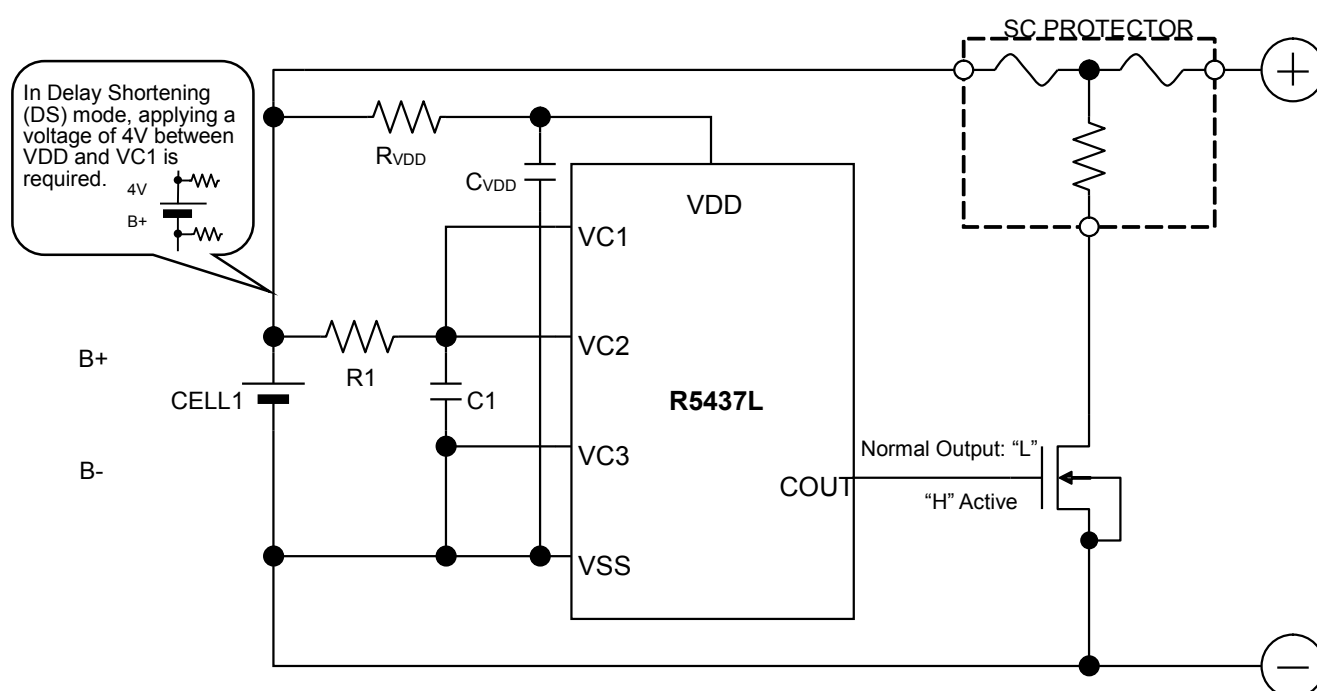 SC PROTECTOR
In Delay Shortening
(DS) mode, applying a
voltage of 4V between
VDD and VC1 is
required.
4V
B+
RVDD
CVDD
VDD
VC1
B+
R1
VC2
CELL1
C1
R5437L
Normal Output: “L”
B-
VC3
COUT
“H” Active
VSS